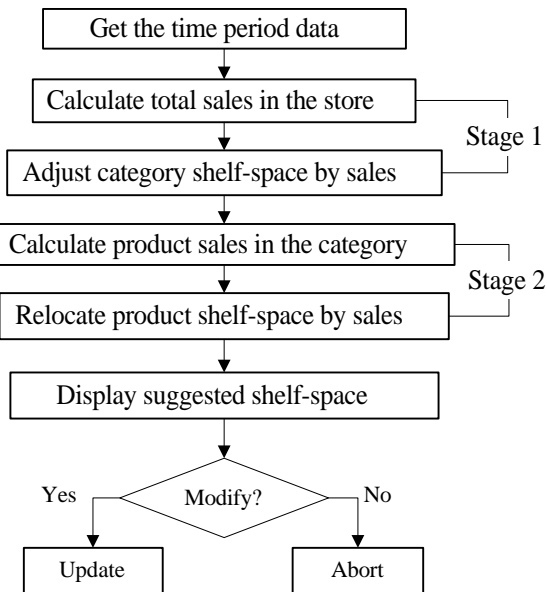 Get the time period data
Calculate total sales in the store
Stage 1
Adjust category shelf-space by sales
Calculate product sales in the category
Stage 2
Relocate product shelf-space by sales
Display suggested shelf-space
Yes
Modify?
No
Update
Abort